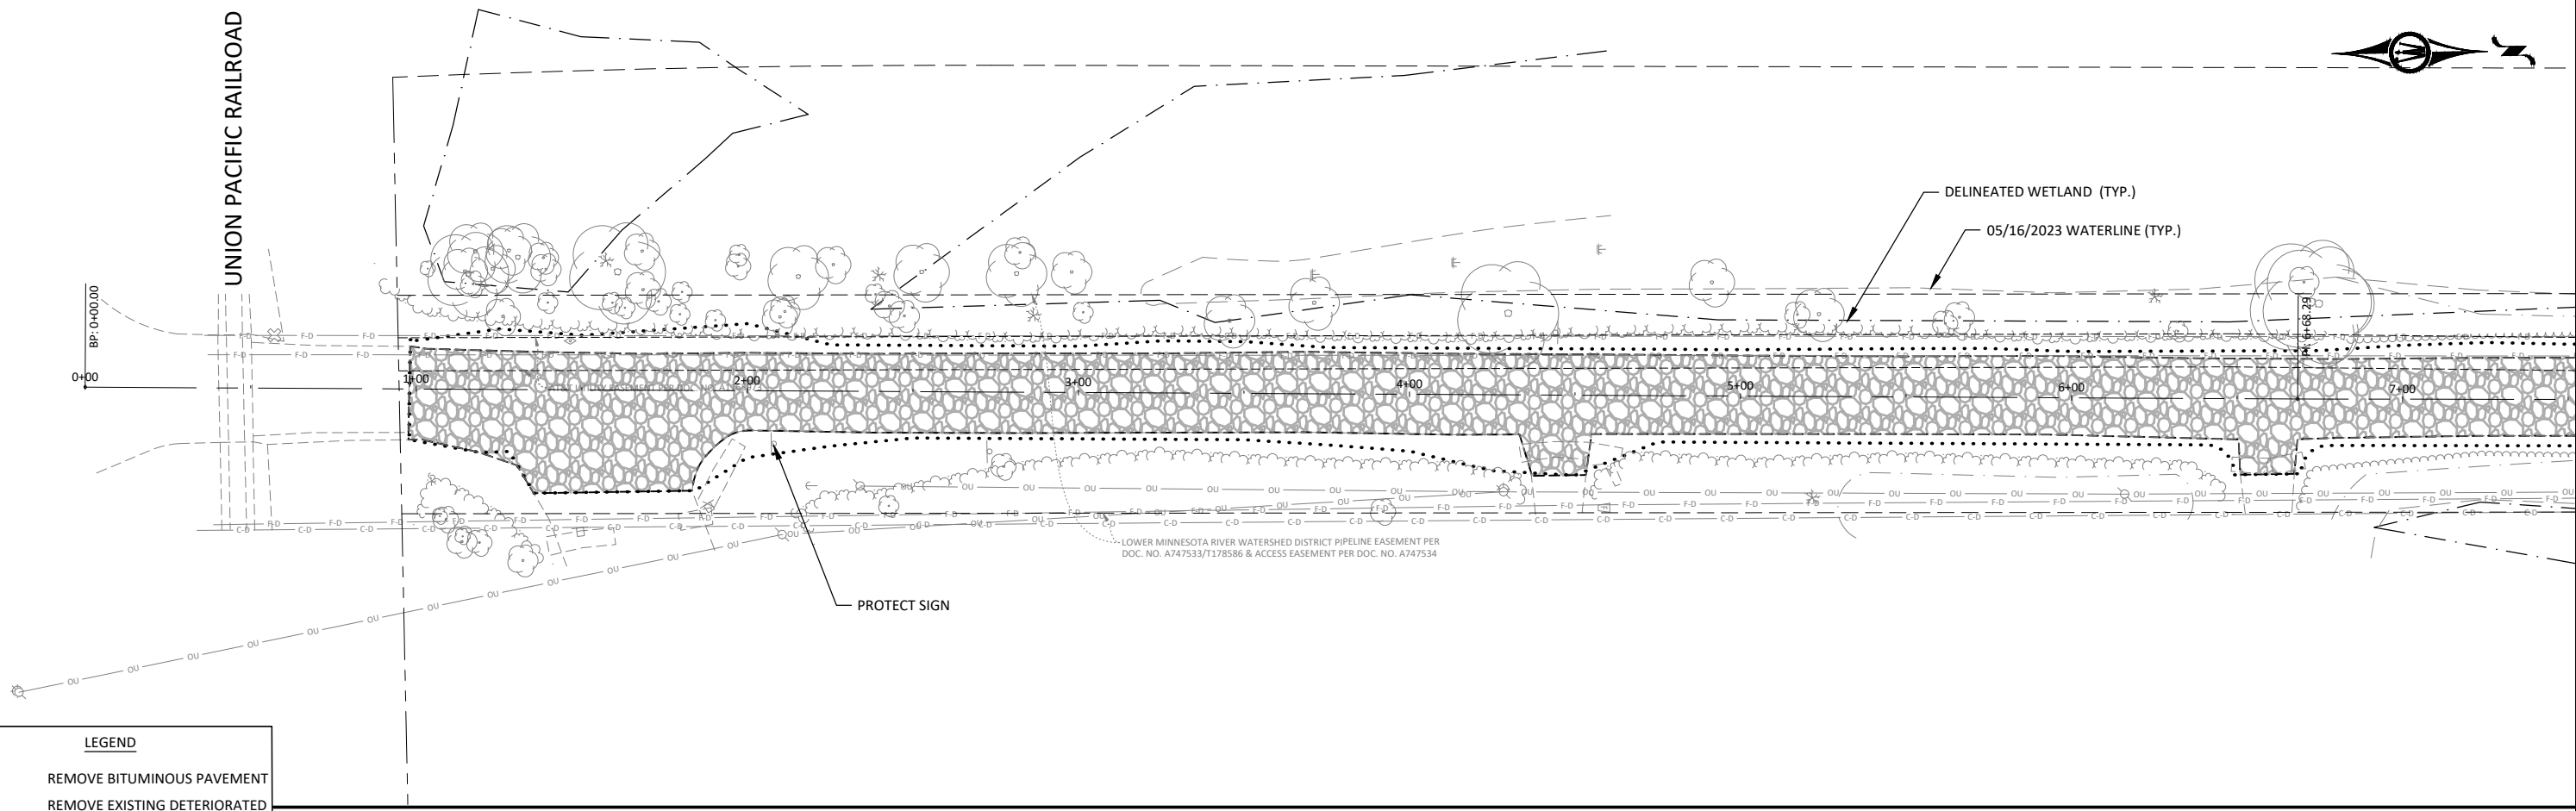 UNION PACIFIC RAILROAD
DELINEATED WETLAND (TYP.)
05/16/2023 WATERLINE (TYP.)
BP: 0+00.00
0+00
1+00
2+00
3+00
4+00
5+00
6+00
7+00
LOWER MINNESOTA RIVER WATERSHED DISTRICT PIPELINE EASEMENT PER
DOC. NO. A747533/T178586 & ACCESS EASEMENT PER DOC. NO. A747534
PROTECT SIGN
LEGEND
REMOVE BITUMINOUS PAVEMENT
REMOVE EXISTING DETERIORATED